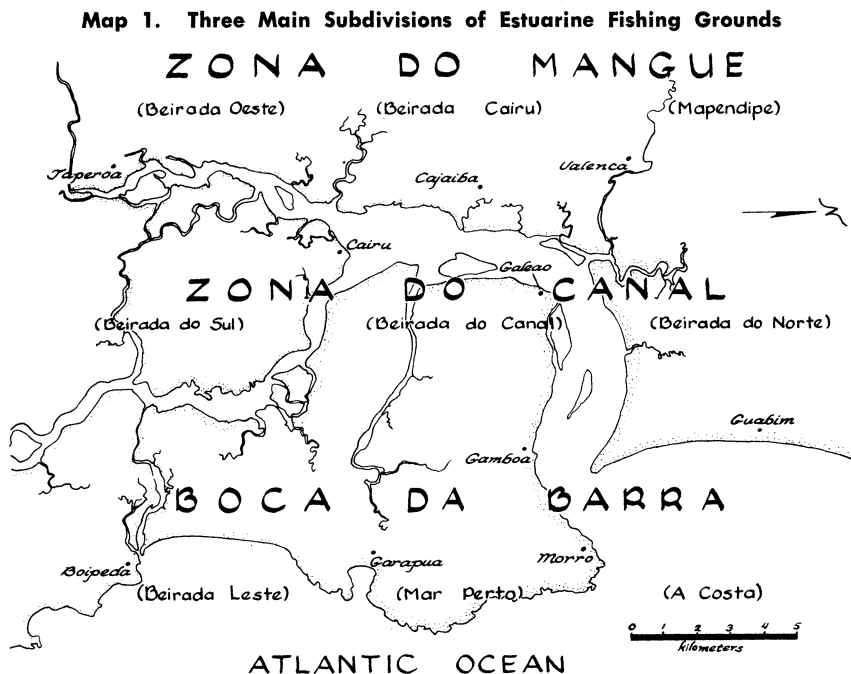 Map 1. Three Main Subdivisions of Estuarine Fishing Grounds
ZONA DO MANGUE
(Beirada Oeste) (Beirada Cairu) (Mapendipe)
Taperoa
Cajaiba
Valenca
Cairu
Galeao
ZONA DO CANAL
(Beirada do Sul) (Beirada do Canal) (Beirada do Norte)
Guabim
Gamboa
BOCA DA BARRA
Boipeda
Garapua
Morro
(Beirada Leste) (Mar Perto) (A Costa)
0 1 2 3 4 5
kilometers
ATLANTIC OCEAN
N